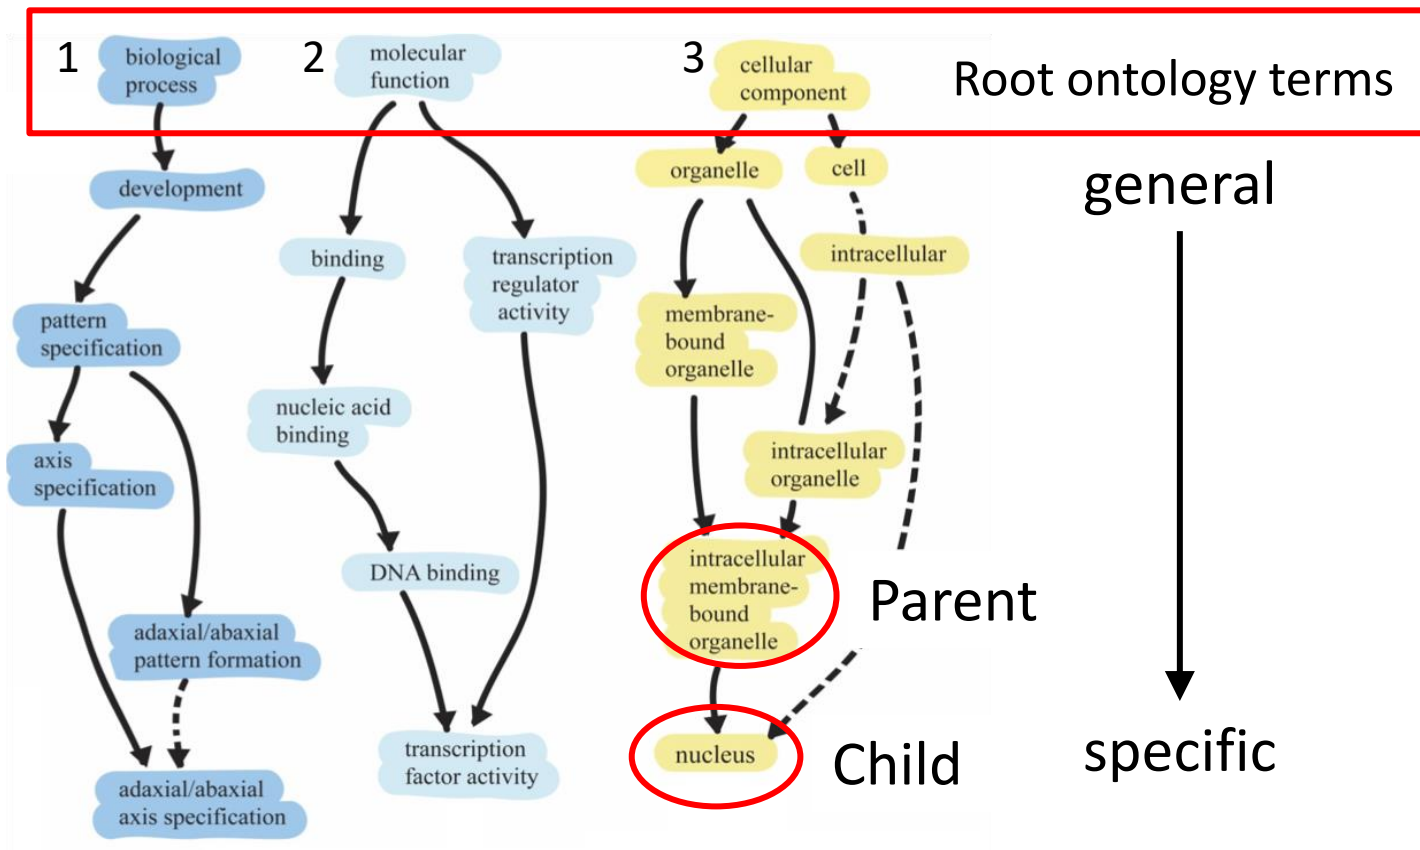 1
biological
process
2
molecular
function
3
cellular
component
Root ontology terms
development
organelle
cell
general
binding
transcription
regulator
activity
intracellular
pattern
specification
membrane-
bound
organelle
nucleic acid
binding
axis
specification
intracellular
organelle
DNA binding
intracellular
membrane-
bound
organelle
Parent
adaxial/abaxial
pattern formation
transcription
factor activity
nucleus
Child
specific
adaxial/abaxial
axis specification